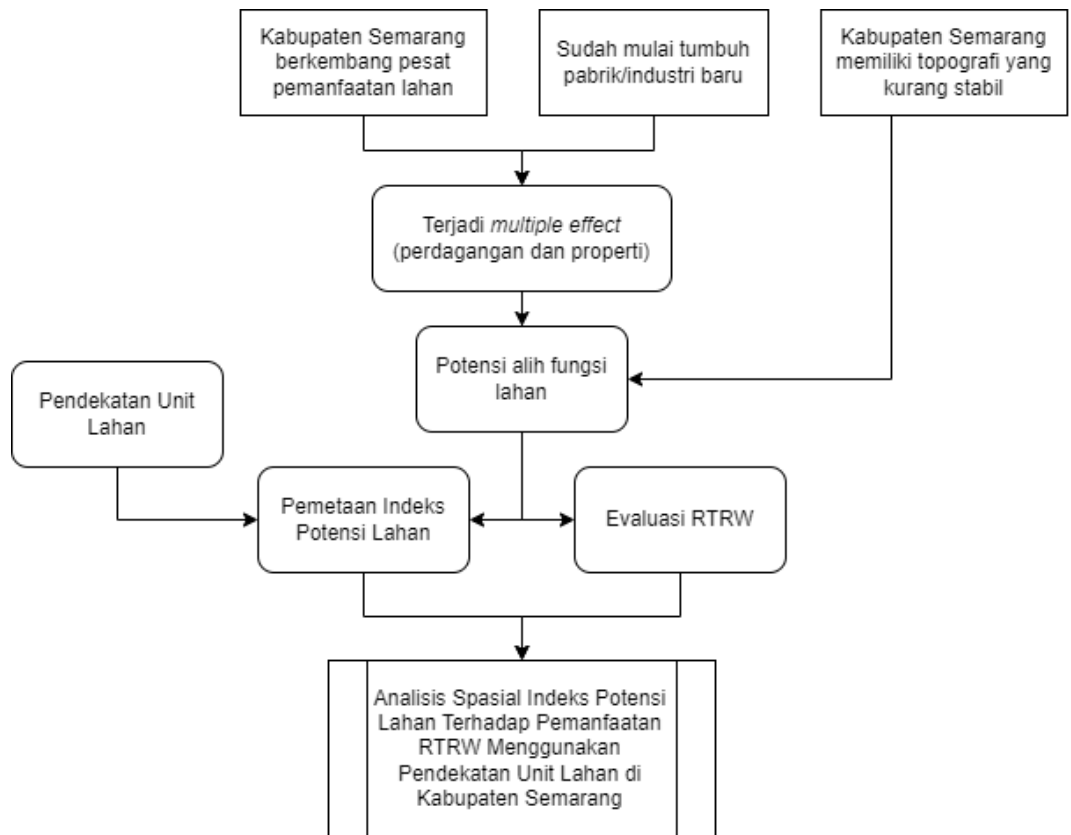 Kabupaten Semarang
berkembang pesat
pemanfaatan lahan
Sudah mulai tumbuh
pabrik/industri baru
Kabupaten Semarang
memiliki topografi yang
kurang stabil
Terjadi multiple effect
(perdagangan dan properti)
Potensi alih fungsi
lahan
Pendekatan Unit
Lahan
Pemetaan Indeks
Potensi Lahan
Evaluasi RTRW
Analisis Spasial Indeks Potensi
Lahan Terhadap Pemanfaatan
RTRW Menggunakan
Pendekatan Unit Lahan di
Kabupaten Semarang